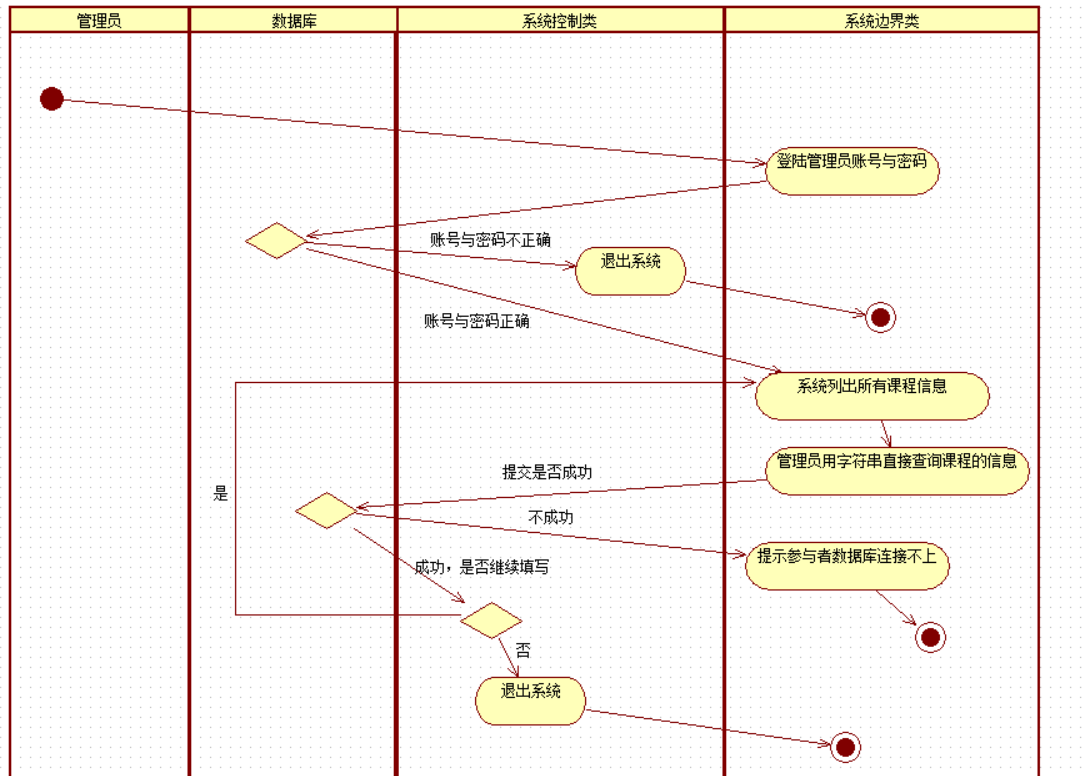 管理员
数据库
系统控制类
系统边界类
登陆管理员账号与密码
账号与密码不正确
退出系统
账号与密码正确
系统列出所有课程信息
管理员用字符串直接查询课程的信息
提交是否成功
是
不成功
提示参与者数据库连接不上
成功，是否继续填写
否
退出系统